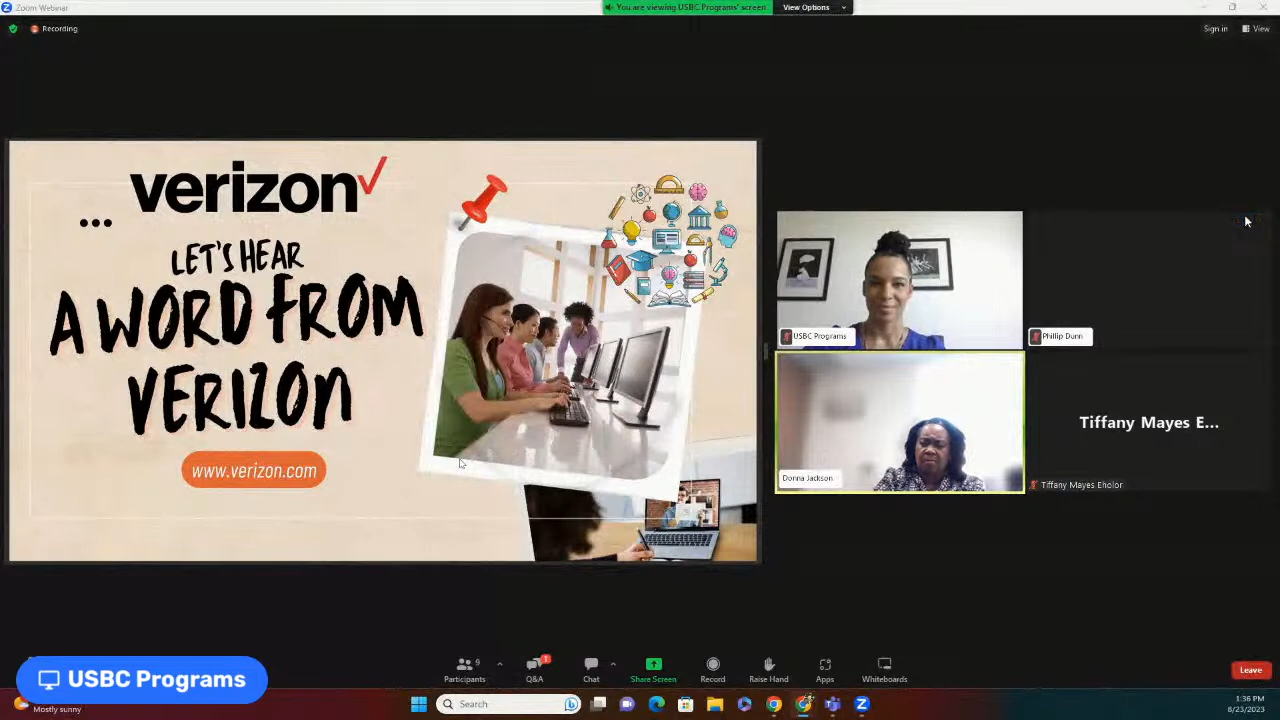 Zoom Webinar
You are viewing USBC Programs' screen
View Options
Recording
Sign in
View
verizon
...
LET'S HEAR
A WORD FROM
VERIZON
www.verizon.com
USBC Programs
Phillip Dunn
Donna Jackson
Tiffany Mayes E...
Tiffany Mayes Eholor
9
1
Participants
Q&A
Chat
Share Screen
Record
Raise Hand
Apps
Whiteboards
Leave
USBC Programs
Mostly sunny
Search
1:36 PM
8/23/2023